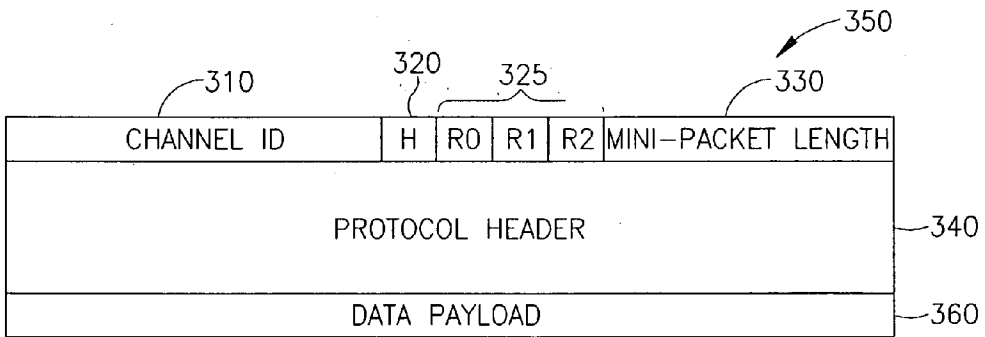 350
310 320 325 330
CHANNEL ID H R0 R1 R2 MINI-PACKET LENGTH
PROTOCOL HEADER 340
DATA PAYLOAD 360